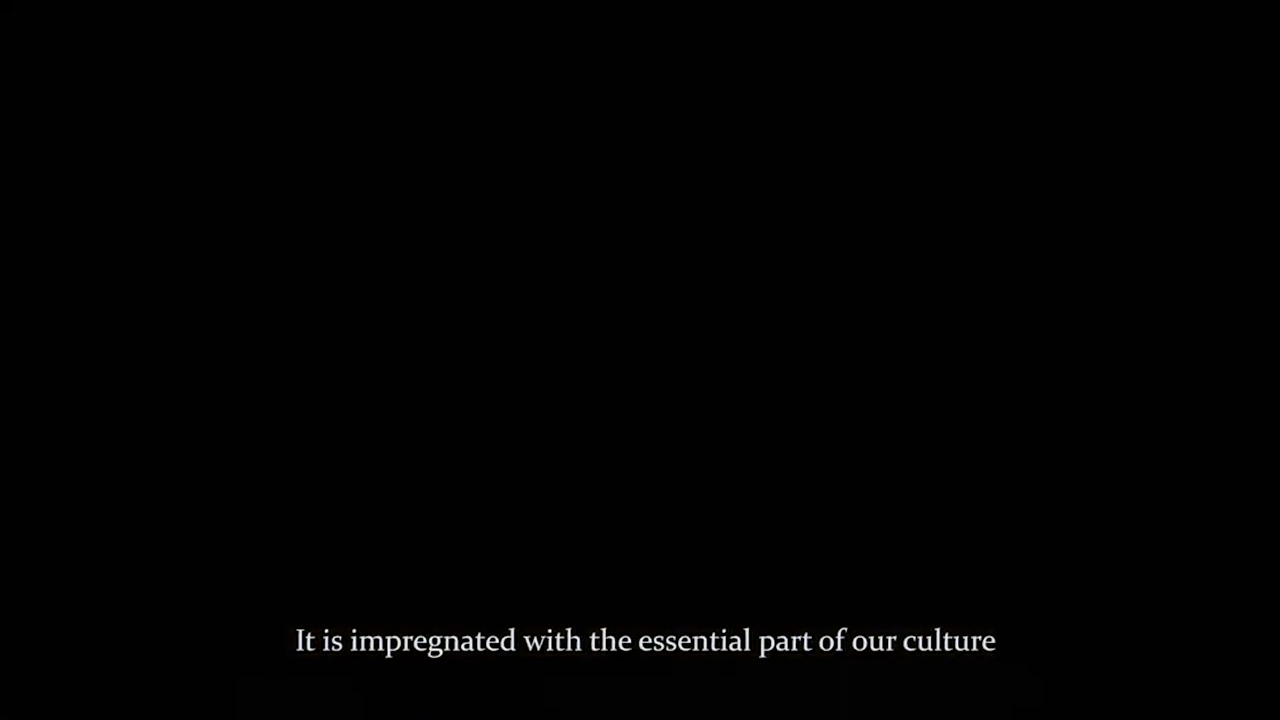 It is impregnated with the essential part of our culture